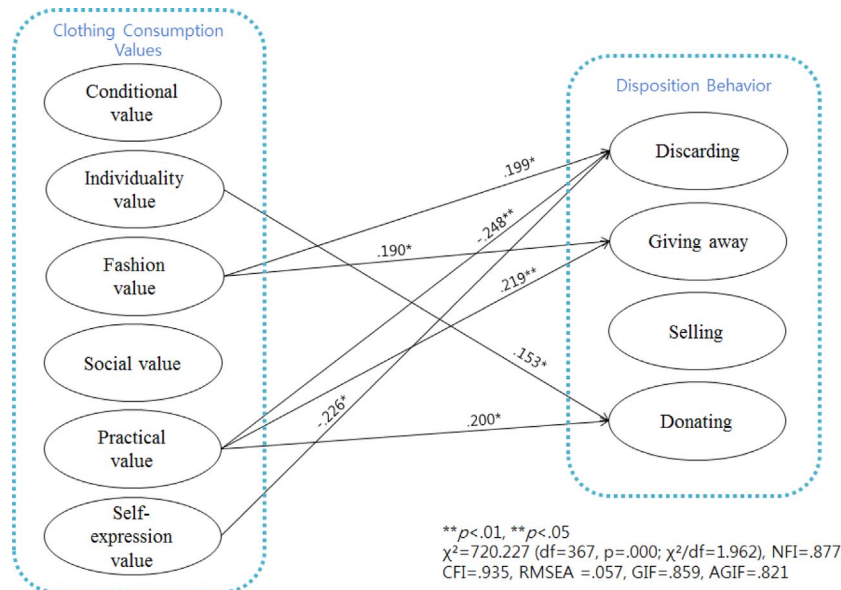 Clothing Consumption
Values
Conditional
value
Individuality
value
Fashion
value
Social value
Practical
value
Self-
expression
value
Disposition Behavior
Discarding
Giving away
Selling
Donating
.199*
-.248**
.190*
.219**
.153*
-.226*
.200*
**p<.01, **p<.05
χ²=720.227 (df=367, p=.000; χ²/df=1.962), NFI=.877
CFI=.935, RMSEA =.057, GIF=.859, AGIF=.821